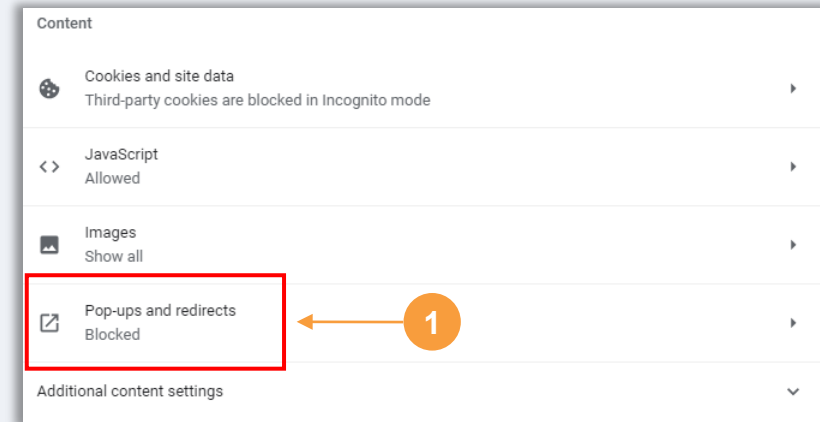 Content
Cookies and site data
Third-party cookies are blocked in Incognito mode
JavaScript
Allowed
Images
Show all
Pop-ups and redirects
Blocked
1
Additional content settings